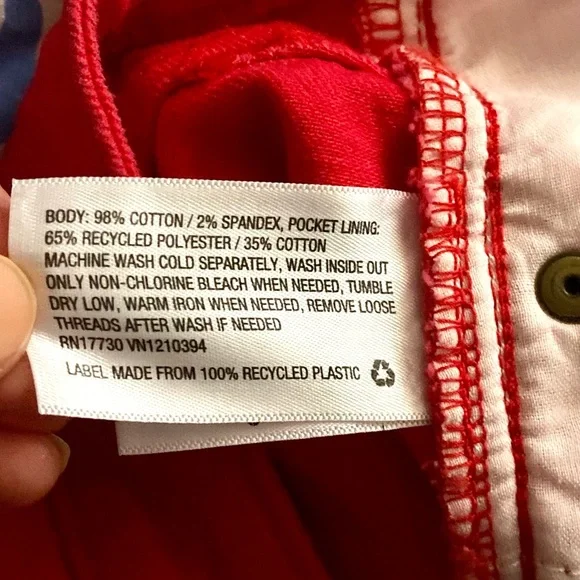 BODY: 98% COTTON / 2% SPANDEX, POCKET LINING:
65% RECYCLED POLYESTER / 35% COTTON
MACHINE WASH COLD SEPARATELY, WASH INSIDE OUT
ONLY NON-CHLORINE BLEACH WHEN NEEDED, TUMBLE
DRY LOW, WARM IRON WHEN NEEDED, REMOVE LOOSE
THREADS AFTER WASH IF NEEDED
RN17730 VN1210394
LABEL MADE FROM 100% RECYCLED PLASTIC